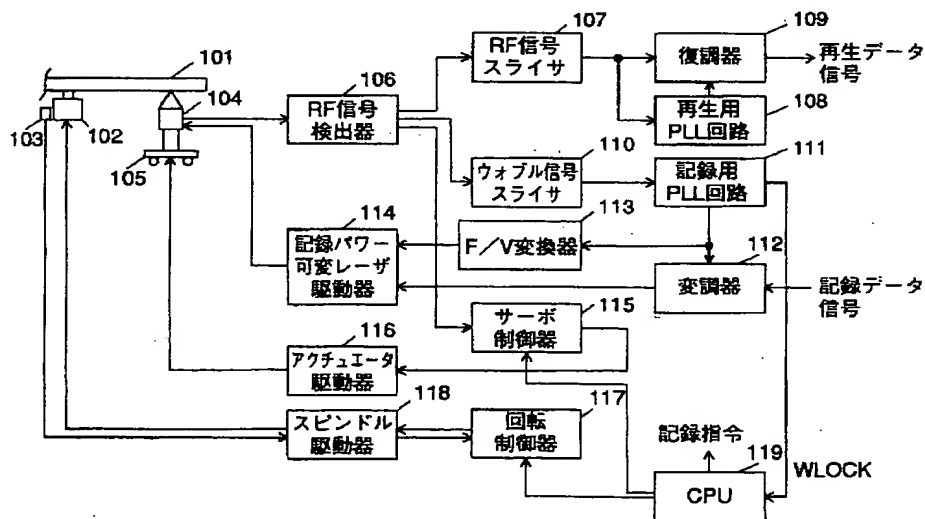 107
109
RF信号
スライサ
復調器
再生データ
信号
101
106
104
RF信号
検出器
103
102
再生用
PLL回路
108
110
111
105
ウォブル信号
スライサ
記録用
PLL回路
114
113
記録パワー
可変レーザ
駆動器
F/V変換器
112
変調器
記録データ
信号
115
116
サーボ
制御器
アクチュエータ
駆動器
118
117
スピンドル
駆動器
回転
制御器
記録指令
119
WLOCK
CPU